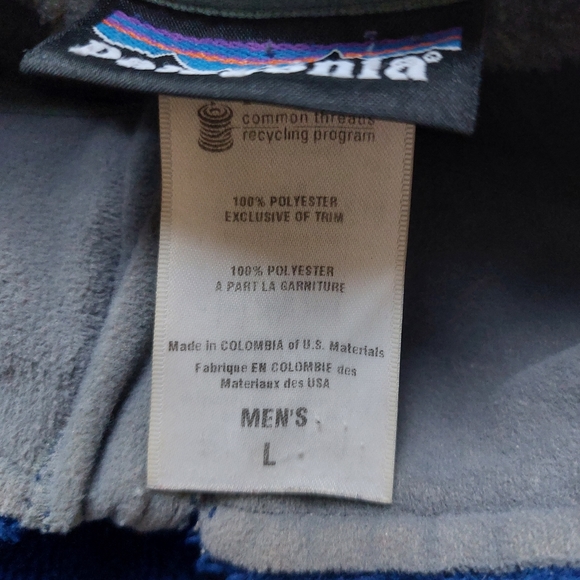 patagonia®
common threads
recycling program
100% POLYESTER
EXCLUSIVE OF TRIM
100% POLYESTER
A PART LA GARNITURE
Made in COLOMBIA of U.S. Materials
Fabrique EN COLOMBIE des
Materiaux des USA
MEN'S
L